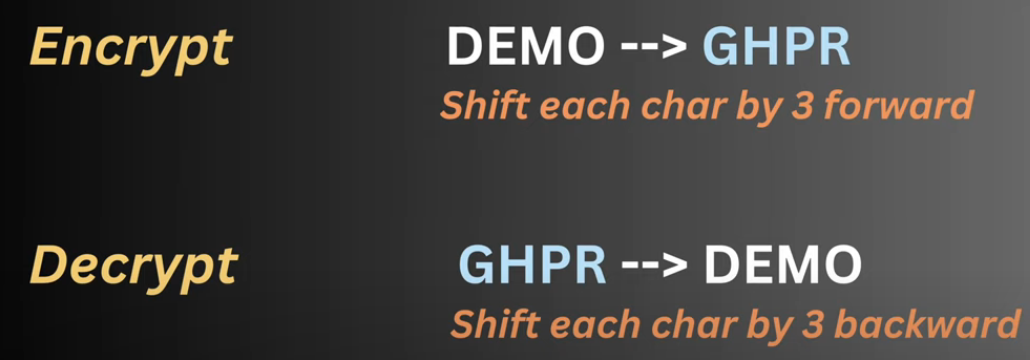 Encrypt DEMO --> GHPR
Shift each char by 3 forward
Decrypt GHPR --> DEMO
Shift each char by 3 backward